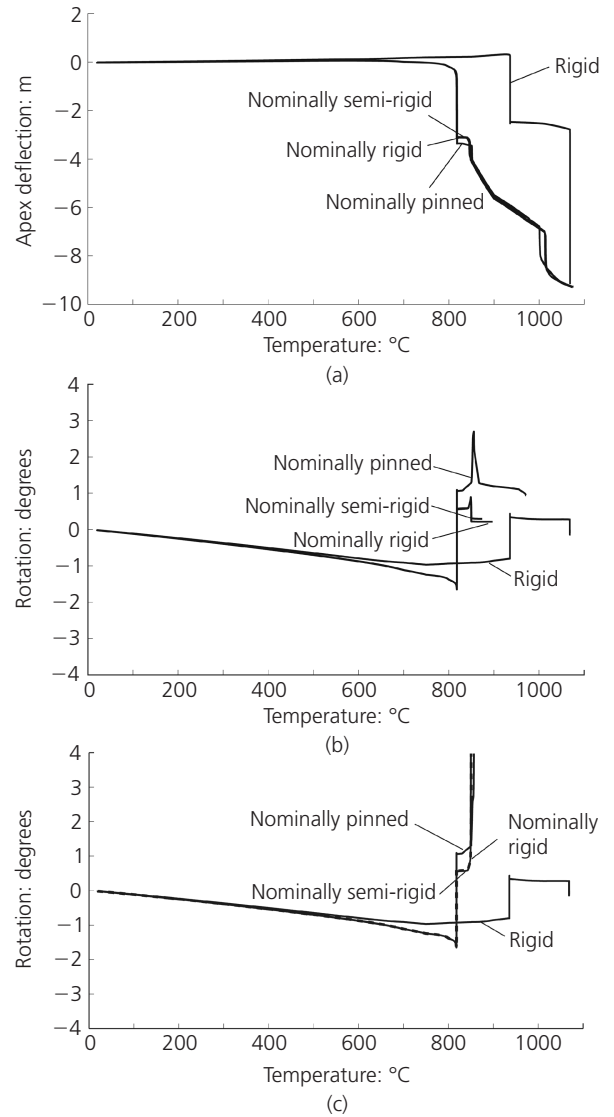 2
0
−2
−4
−6
−8
−10
Apex deflection: m
Rigid
Nominally semi-rigid
Nominally rigid
Nominally pinned
0 200 400 600 800 1000
Temperature: °C
(a)
4
3
2
1
0
−1
−2
−3
−4
Rotation: degrees
Nominally pinned
Nominally semi-rigid
Nominally rigid
Rigid
0 200 400 600 800 1000
Temperature: °C
(b)
4
3
2
1
0
−1
−2
−3
−4
Rotation: degrees
Nominally pinned
Nominally
rigid
Nominally semi-rigid
Rigid
0 200 400 600 800 1000
Temperature: °C
(c)